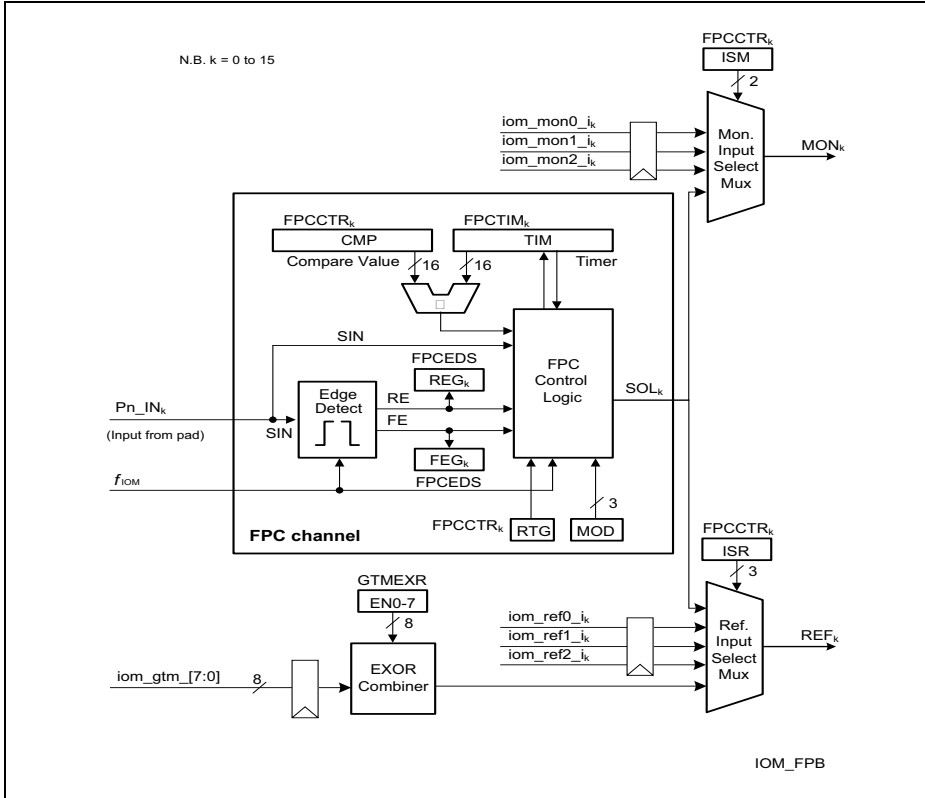 N.B. k = 0 to 15
FPCCTRk
ISM
2
iom_mon0_ik
iom_mon1_ik
iom_mon2_ik
Mon.
Input
Select
Mux
MONk
FPCCTRk
CMP
Compare Value
16
FPCTIMk
TIM
16
Timer
SIN
FPCEDS
REGk
Edge
Detect
RE
FE
FPC
Control
Logic
SOLk
Pn_INk
(Input from pad)
SIN
FEGk
FPCEDS
fIOM
3
FPCCTRk
RTG
MOD
FPC channel
FPCCTRk
ISR
3
GTMEXR
EN0-7
8
iom_ref0_ik
iom_ref1_ik
iom_ref2_ik
Ref.
Input
Select
Mux
REFk
iom_gtm_[7:0]
8
EXOR
Combiner
IOM_FPB